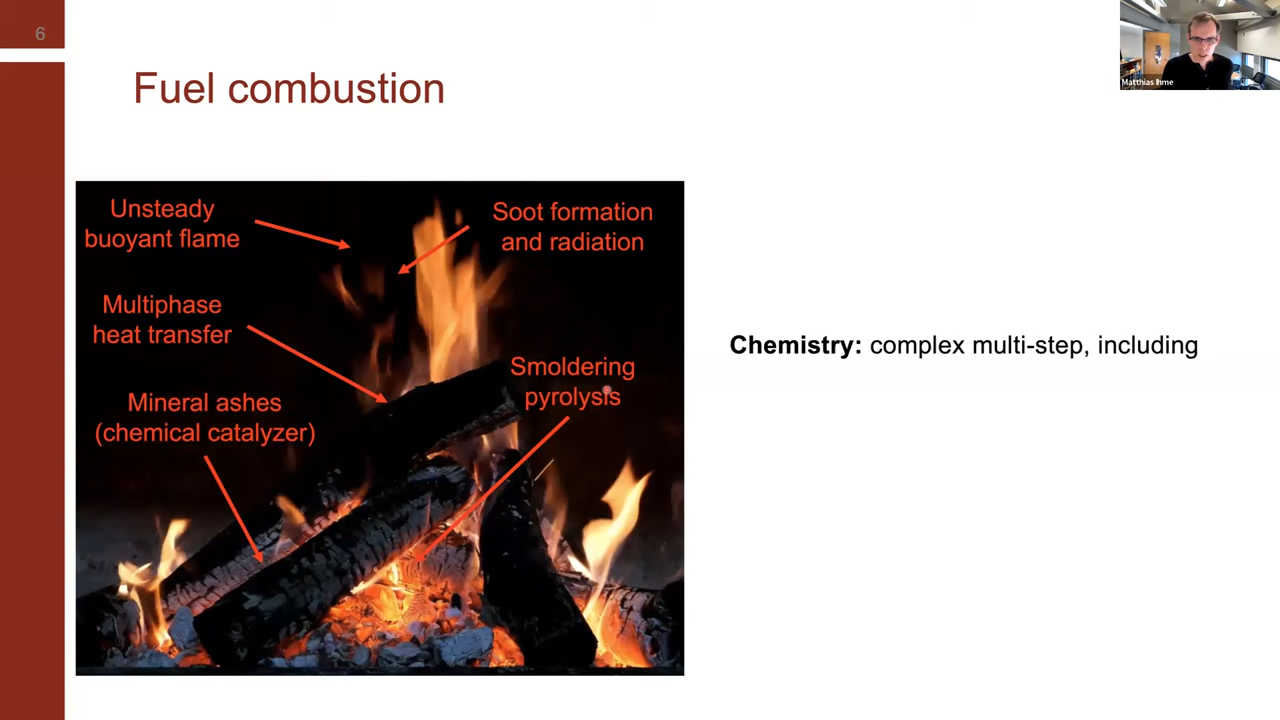 6
Fuel combustion
Matthias Ihme
Unsteady
buoyant flame
Soot formation
and radiation
Multiphase
heat transfer
Smoldering
pyrolysis
Mineral ashes
(chemical catalyzer)
Chemistry: complex multi-step, including